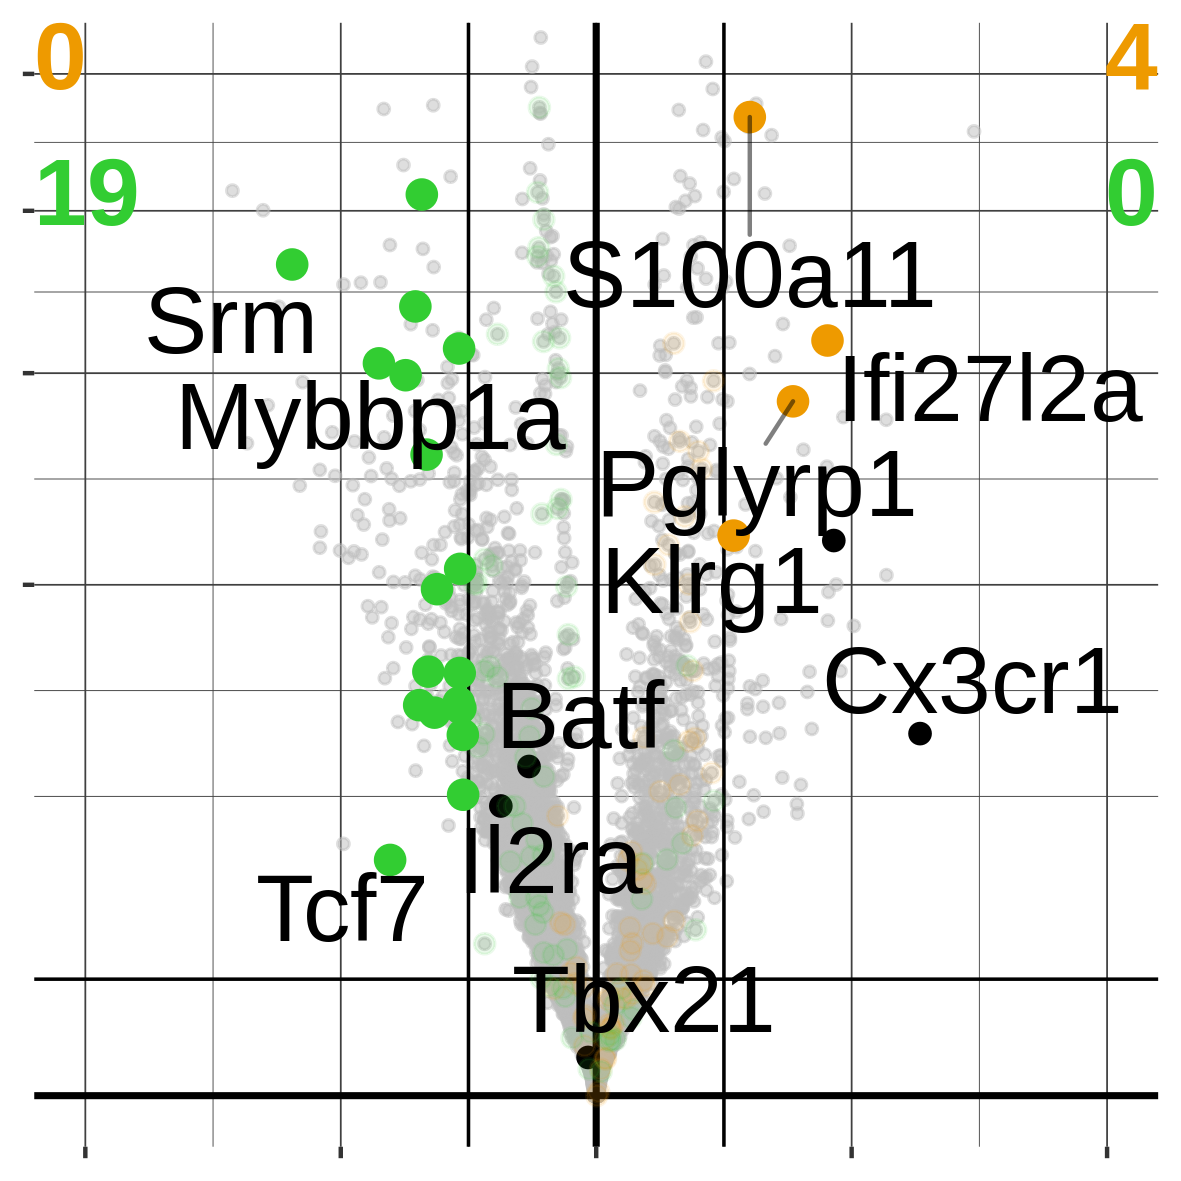 0 4
19 0
S100a11
Srm
Ifi27l2a
Mybbp1a
Pglyrp1
Klrg1
Cx3cr1
Batf
Il2ra
Tcf7
Tbx21